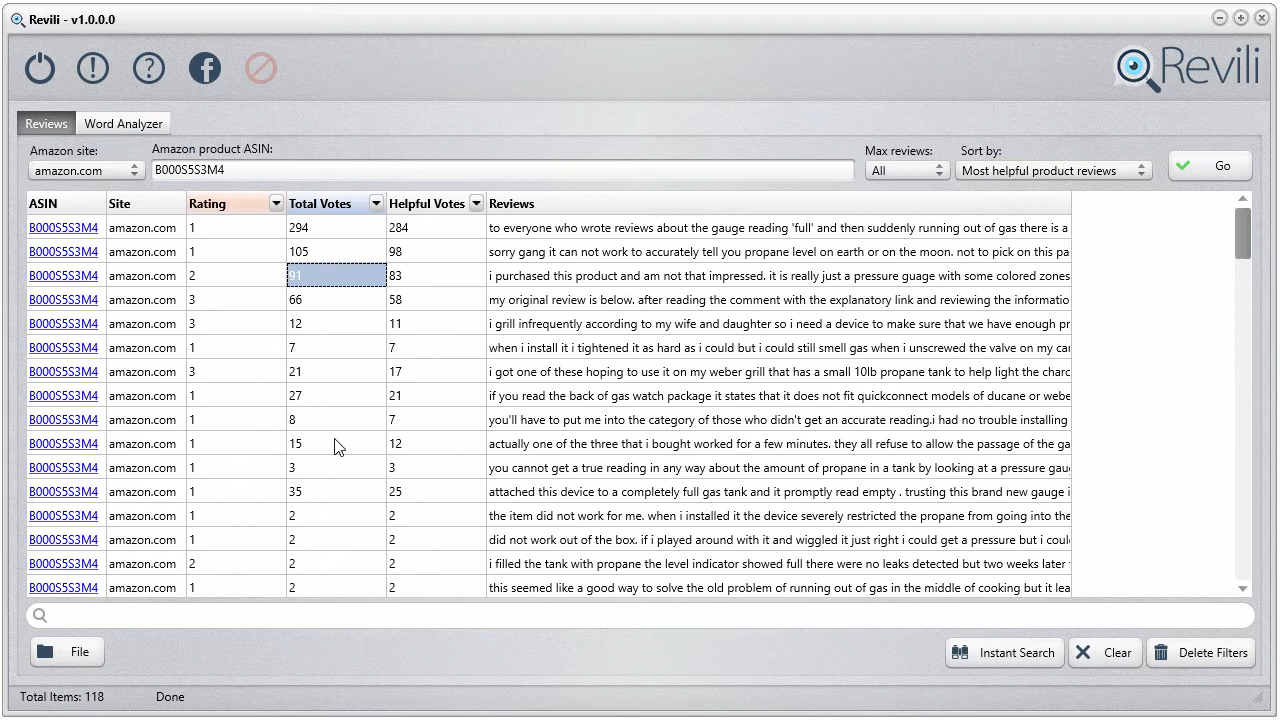 Revili - v1.0.0.0
Revili
Reviews Word Analyzer
Amazon site: Amazon product ASIN: Max reviews: Sort by:
amazon.com B000S5S3M4 All Most helpful product reviews Go
ASIN Site Rating Total Votes Helpful Votes Reviews
B000S5S3M4 amazon.com 1 294 284 to everyone who wrote reviews about the gauge reading 'full' and then suddenly running out of gas there is a
B000S5S3M4 amazon.com 1 105 98 sorry gang it can not work to accurately tell you propane level on earth or on the moon. not to pick on this pa
B000S5S3M4 amazon.com 2 91 83 i purchased this product and am not that impressed. it is really just a pressure guage with some colored zones
B000S5S3M4 amazon.com 3 66 58 my original review is below. after reading the comment with the explanatory link and reviewing the informatio
B000S5S3M4 amazon.com 3 12 11 i grill infrequently according to my wife and daughter so i need a device to make sure that we have enough pr
B000S5S3M4 amazon.com 1 7 7 when i install it i tightened it as hard as i could but i could still smell gas when i unscrewed the valve on my ca
B000S5S3M4 amazon.com 3 21 17 i got one of these hoping to use it on my weber grill that has a small 10lb propane tank to help light the charc
B000S5S3M4 amazon.com 1 27 21 if you read the back of gas watch package it states that it does not fit quickconnect models of ducane or webe
B000S5S3M4 amazon.com 1 8 7 you'll have to put me into the category of those who didn't get an accurate reading.i had no trouble installing
B000S5S3M4 amazon.com 1 15 12 actually one of the three that i bought worked for a few minutes. they all refuse to allow the passage of the ga
B000S5S3M4 amazon.com 1 3 3 you cannot get a true reading in any way about the amount of propane in a tank by looking at a pressure gau
B000S5S3M4 amazon.com 1 35 25 attached this device to a completely full gas tank and it promptly read empty . trusting this brand new gauge i
B000S5S3M4 amazon.com 1 2 2 the item did not work for me. when i installed it the device severely restricted the propane from going into the
B000S5S3M4 amazon.com 1 2 2 did not work out of the box. if i played around with it and wiggled it just right i could get a pressure but i coul
B000S5S3M4 amazon.com 2 2 2 i filled the tank with propane the level indicator showed full there were no leaks detected but two weeks later
B000S5S3M4 amazon.com 1 2 2 this seemed like a good way to solve the old problem of running out of gas in the middle of cooking but it lea
File Instant Search Clear Delete Filters
Total Items: 118 Done